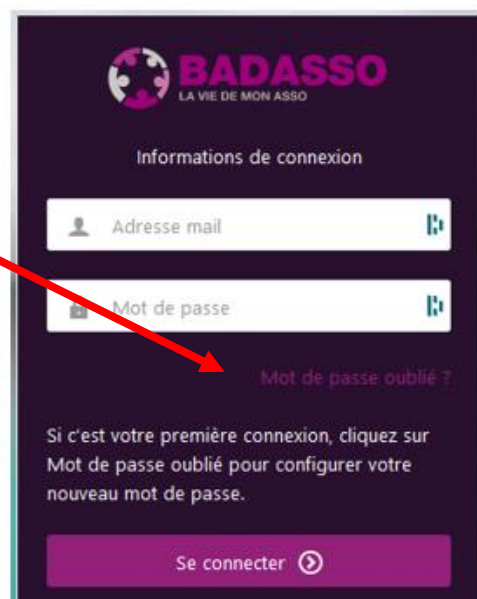 BADASSO
LA VIE DE MON ASSO
Informations de connexion
Adresse mail
Mot de passe
Mot de passe oublié ?
Si c'est votre première connexion, cliquez sur
Mot de passe oublié pour configurer votre
nouveau mot de passe.
Se connecter